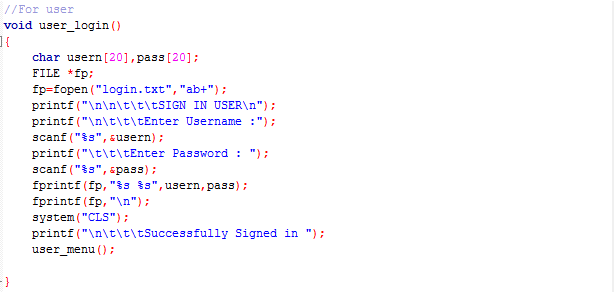 //For user
void user_login()
{
char usern[20],pass[20];
FILE *fp;
fp=fopen("login.txt","ab+");
printf("\n\n\t\t\tSIGN IN USER\n");
printf("\n\t\t\tEnter Username :");
scanf("%s",&usern);
printf("\t\t\tEnter Password : ");
scanf("%s",&pass);
fprintf(fp,"%s %s",usern,pass);
fprintf(fp,"\n");
system("CLS");
printf("\n\t\t\tSuccessfully Signed in ");
user_menu();
}